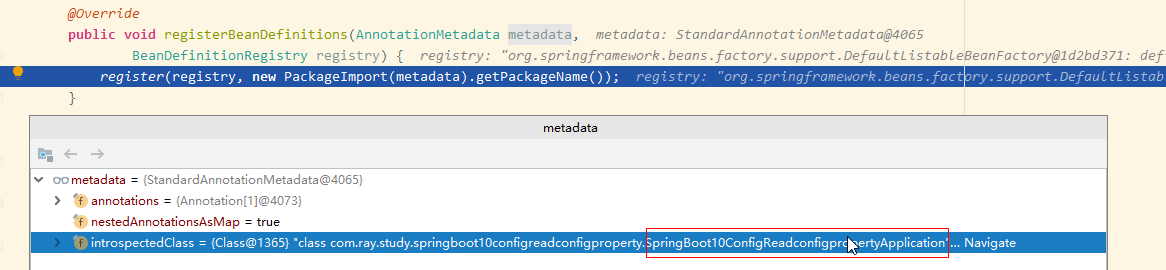 @Override
public void registerBeanDefinitions(AnnotationMetadata metadata, metadata: StandardAnnotationMetadata@4065
BeanDefinitionRegistry registry) { registry: "org.springframework.beans.factory.support.DefaultListableBeanFactory@1d2bd371: def
register(registry, new PackageImport(metadata).getPackageName()); registry: "org.springframework.beans.factory.support.DefaultListab
}
metadata
metadata = {StandardAnnotationMetadata@4065}
f annotations = {Annotation[1]@4073}
f nestedAnnotationsAsMap = true
f introspectedClass = {Class@1365} "class com.ray.study.springboot10configreadconfigproperty.SpringBoot10ConfigReadconfigpropertyApplication"... Navigate